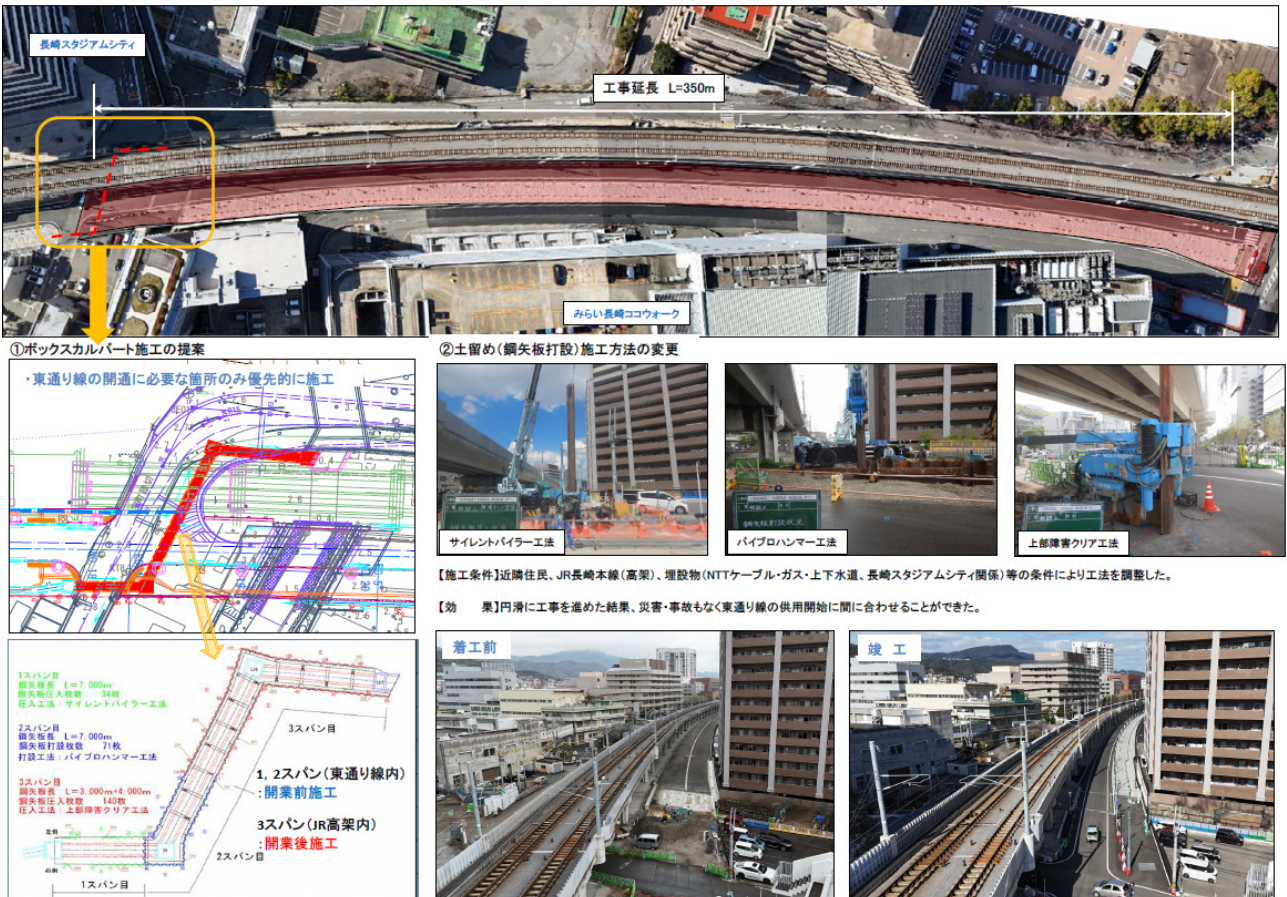 長崎スタジアムシティ
工事延長 L=350m
みらい長崎ココウォーク
①ボックスカルバート施工の提案
・東通り線の開通に必要な箇所のみ優先的に施工
②土留め(鋼矢板打設)施工方法の変更
サイレントパイラー工法
鋼矢板打設状況
バイブロハンマー工法
上部障害クリア工法
【施工条件】近隣住民、JR長崎本線(高架)、埋設物(NTTケーブル・ガス・上下水道、長崎スタジアムシティ関係)等の条件により工法を調整した。
【効　　果】円滑に工事を進めた結果、災害・事故もなく東通り線の供用開始に間に合わせることができた。
1スパン目
鋼矢板長 L=7.000m
鋼矢板圧入枚数 34枚
圧入工法:サイレントパイラー工法
2スパン目
鋼矢板長 L=7.000m
鋼矢板打設枚数 71枚
打設工法:バイブロハンマー工法
3スパン目
鋼矢板長 L=3.000m+4.000m
鋼矢板圧入枚数 140枚
圧入工法:上部障害クリア工法
3スパン目
1, 2スパン(東通り線内)
:開業前施工
3スパン(JR高架内)
:開業後施工
左側
右側
2スパン目
1スパン目
着工前
竣 工